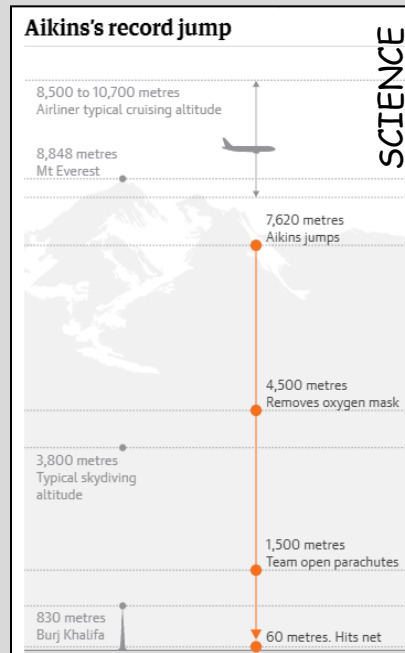 Aikins's record jump
SCIENCE
8,500 to 10,700 metres
Airliner typical cruising altitude
8,848 metres
Mt Everest
7,620 metres
Aikins jumps
4,500 metres
Removes oxygen mask
3,800 metres
Typical skydiving
altitude
1,500 metres
Team open parachutes
830 metres
Burj Khalifa
60 metres. Hits net